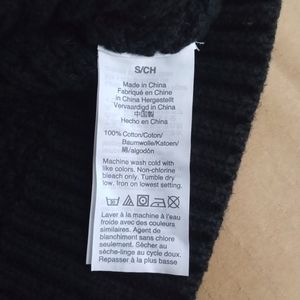 S/CH
Made in China
Fabriqué en Chine
in China Hergestellt
Vervaardigd in China
中国製
Hecho en China
100% Cotton/Coton/
Baumwolle/Katoen/
綿/algodón
Machine wash cold with
like colors. Non-chlorine
bleach only. Tumble dry
low. Iron on lowest setting.
Laver à la machine à l'eau
froide avec des couleurs
similaires. Agent de
blanchiment sans chlore
seulement. Sécher au
sèche-linge au cycle doux.
Repasser à la plus basse